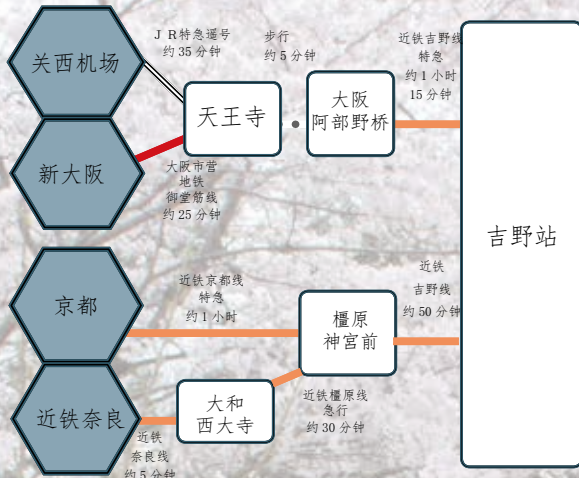 关西机场
ＪＲ特急遥号
约 35 分钟
步行
约 5 分钟
近铁吉野线
特急
约 1 小时
15 分钟
天王寺
大阪
阿部野桥
新大阪
大阪市营
地铁
御堂筋线
约 25 分钟
吉野站
京都
近铁京都线
特急
约 1 小时
橿原
神宫前
近铁
吉野线
约 50 分钟
近铁奈良
大和
西大寺
近铁橿原线
急行
约 30 分钟
近铁
奈良线
约 5 分钟